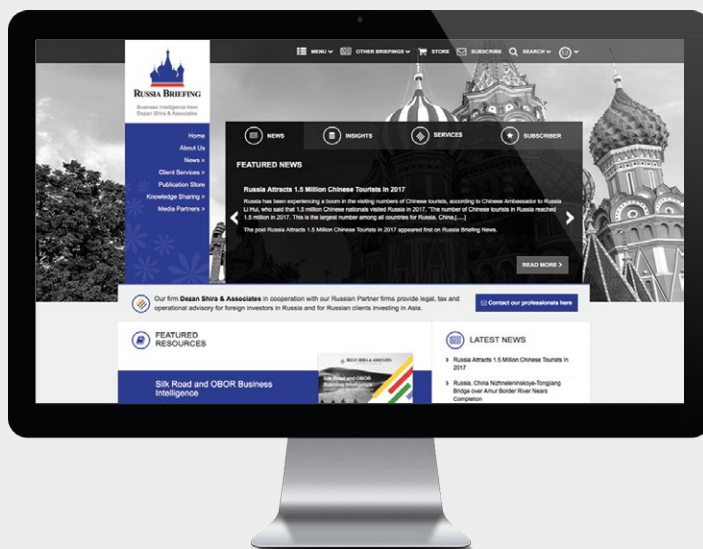 MENU OTHER BRIEFINGS STORE SUBSCRIBE SEARCH
RUSSIA BRIEFING
Business Intelligence from
Dezan Shira & Associates
Home
About Us
News »
Client Services »
Publication Store
Knowledge Sharing »
Media Partners »
NEWS INSIGHTS SERVICES SUBSCRIBER
FEATURED NEWS
Russia Attracts 1.5 Million Chinese Tourists in 2017
Russia has been experiencing a boom in the visiting numbers of Chinese tourists, according to Chinese Ambassador to Russia
Li Hui, who said that 1.5 million Chinese nationals visited Russia in 2017. "The number of Chinese tourists in Russia reached
1.5 million in 2017. This is the largest number among all countries for Russia. China,[.....]
The post Russia Attracts 1.5 Million Chinese Tourists in 2017 appeared first on Russia Briefing News.
READ MORE >
Our firm Dezan Shira & Associates in cooperation with our Russian Partner firms provide legal, tax and
operational advisory for foreign investors in Russia and for Russian clients investing in Asia.
Contact our professionals here
FEATURED
RESOURCES
Silk Road and OBOR Business
Intelligence
DEZAN SHIRA & ASSOCIATES
Silk Road and OBOR
Business Intelligence
LATEST NEWS
Russia Attracts 1.5 Million Chinese Tourists in
2017
Russia, China Nizhneleninskoye-Tongjiang
Bridge over Amur Border River Nears
Completion